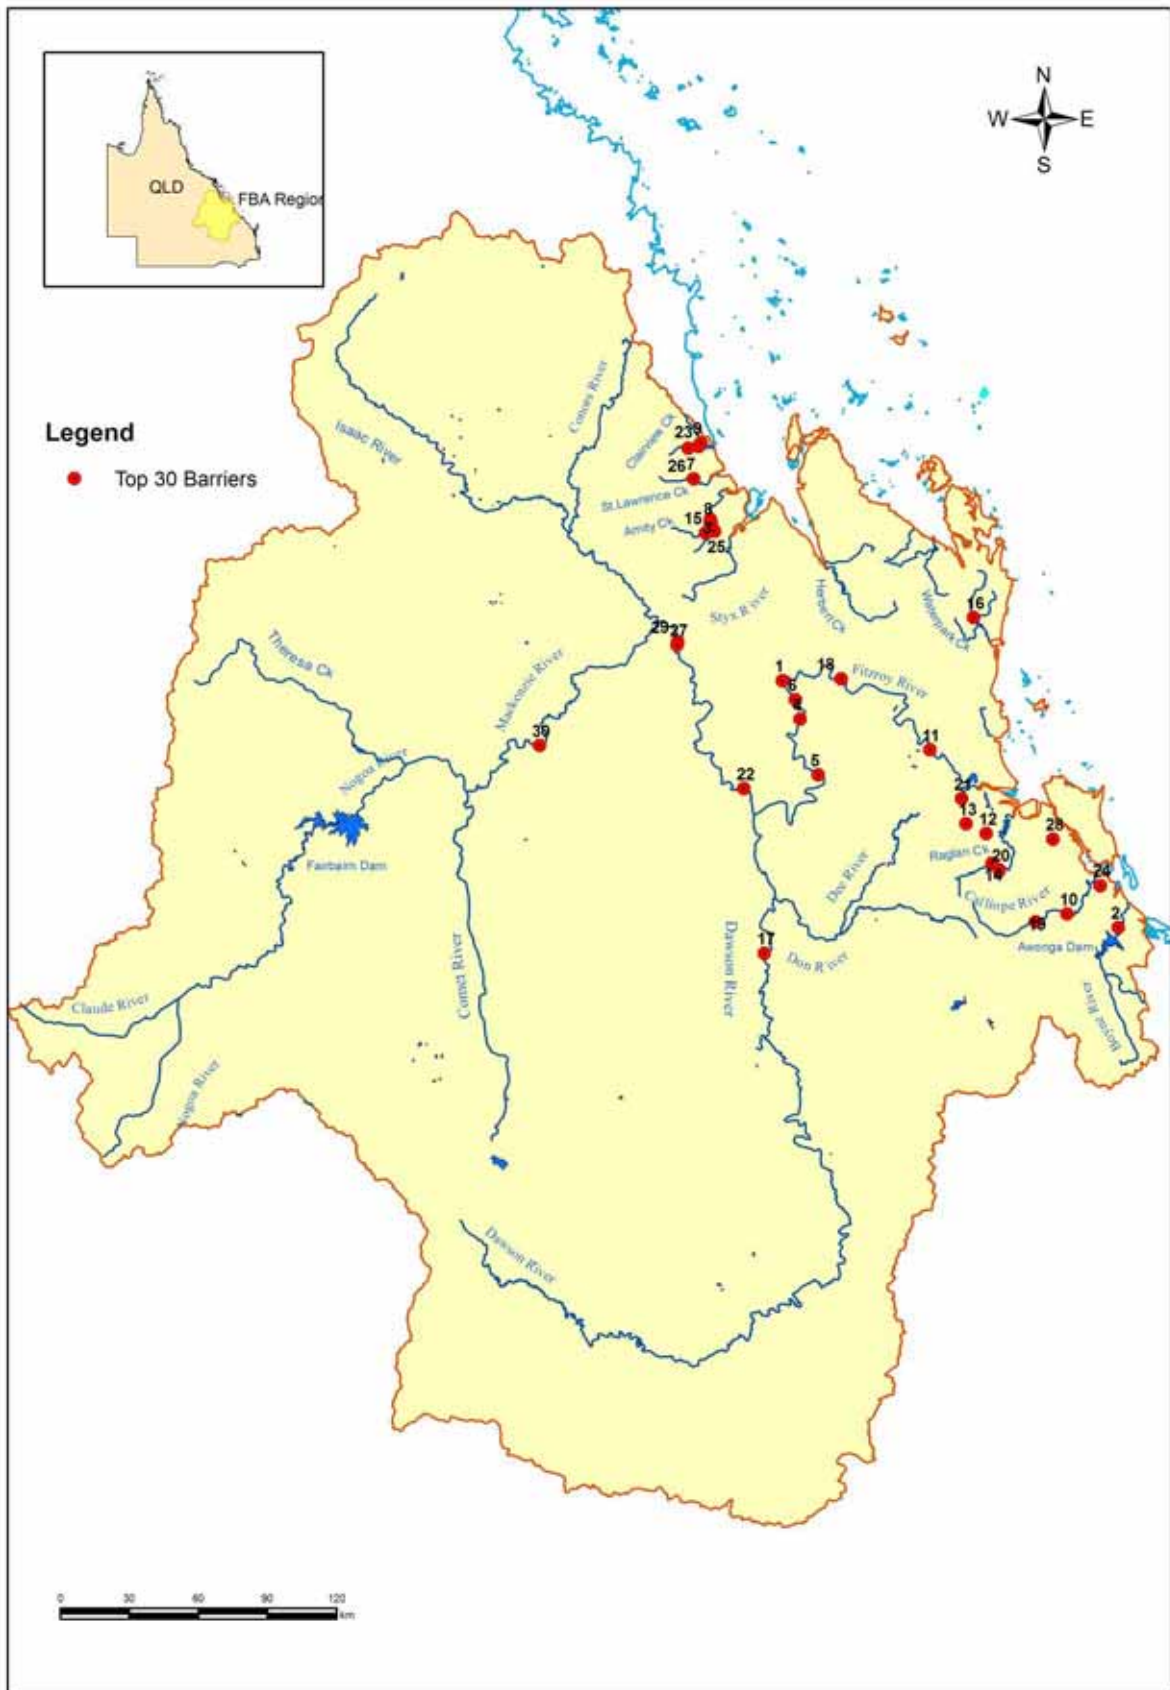 N
W E
S
QLD
FBA Region
Legend
Top 30 Barriers
Isaac River
Conors River
Clairview Ck
23 9
26 7
St.Lawrence Ck
8
15
Amity Ck
25
Styx River
Herbert Ck
Waterpark Ck
16
29 27
Theresa Ck
Mackenzie River
1
18
Fitzroy River
6
4
30
11
Nogoa River
5
22
21
13
12
28
Fairbairn Dam
Raglan Ck
20
14
Dee River
24
Calliope River
10
19
2
Awonga Dam
17
Don River
Dawson River
Comet River
Claude River
Boyne River
Nogoa River
Dawson River
0 30 60 90 120
km